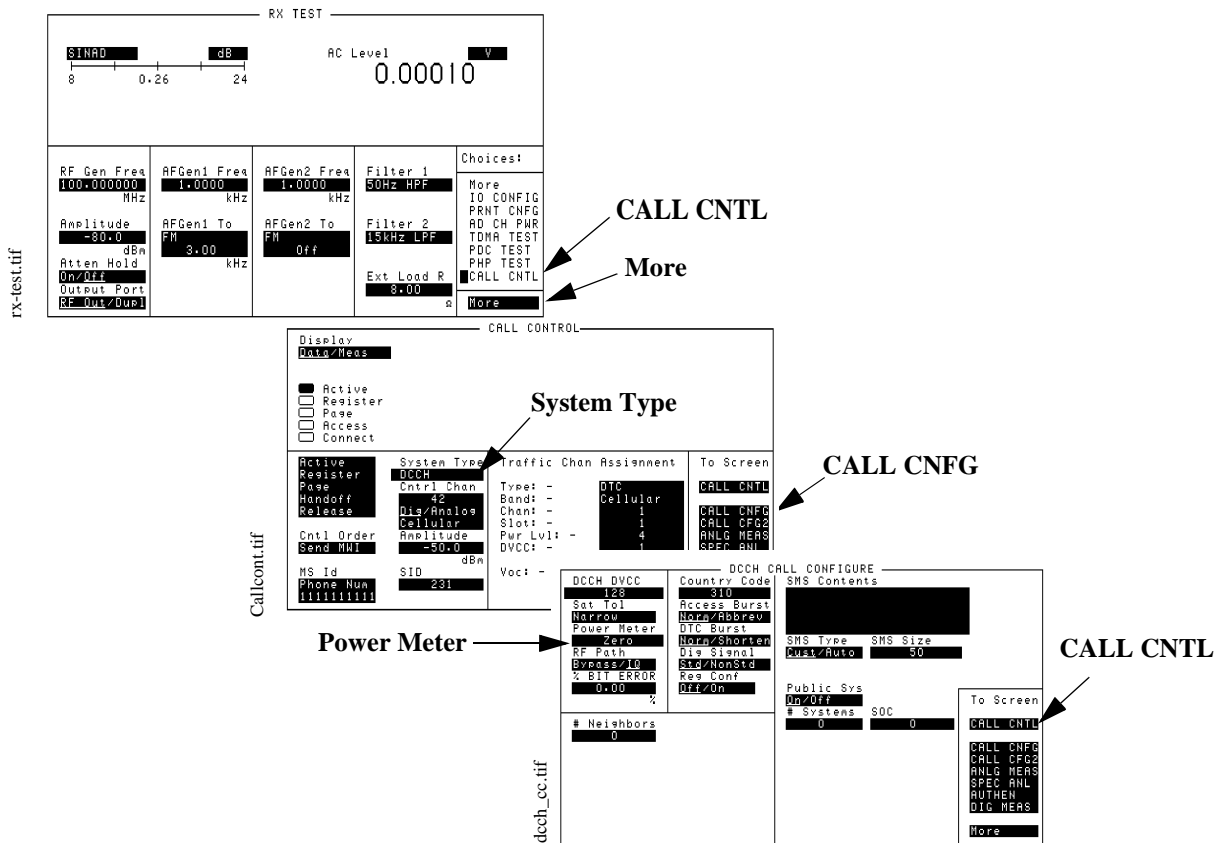 RX TEST
SINAD dB
8 0.26 24
AC Level V
0.00010
RF Gen Freq
100.000000
MHz
Amplitude
-80.0
dBm
Atten Hold
On/Off
Output Port
RF Out/Dupl
AFGen1 Freq
1.0000
kHz
AFGen1 To
FM
3.00
kHz
AFGen2 Freq
1.0000
kHz
AFGen2 To
FM
Off
Filter 1
50Hz HPF
Filter 2
15kHz LPF
Ext Load R
8.00
Ω
Choices:
More
IO CONFIG
PRNT CNFG
AD CH PWR
TDMA TEST
PDC TEST
PHP TEST
CALL CNTL
More
CALL CNTL
More
rx-test.tif
CALL CONTROL
Display
Data/Meas
Active
Register
Page
Access
Connect
System Type
Active
Register
Page
Handoff
Release
Cntl Order
Send MWI
MS Id
Phone Num
1111111111
System Type
DCCH
Cntrl Chan
42
Dig/Analog
Cellular
Amplitude
-50.0
dBm
SID
231
Traffic Chan Assignment
Type: - DTC
Band: - Cellular
Chan: - 1
Slot: - 1
Pwr Lvl: - 4
DVCC: - 1
Voc: -
To Screen
CALL CNTL
CALL CNFG
CALL CFG2
ANLG MEAS
SPEC ANL
CALL CNFG
Callcont.tif
DCCH CALL CONFIGURE
DCCH DVCC
128
Sat Tol
Narrow
Power Meter
Zero
RF Path
Bypass/IQ
% BIT ERROR
0.00
%
# Neighbors
0
Country Code
310
Access Burst
Norm/Abbrev
DTC Burst
Norm/Shorten
Dig Signal
Std/NonStd
Reg Conf
Off/On
SMS Contents
SMS Type SMS Size
Cust/Auto 50
Public Sys
On/Off
# Systems SOC
0 0
To Screen
CALL CNTL
CALL CNFG
CALL CFG2
ANLG MEAS
SPEC ANL
AUTHEN
DIG MEAS
More
Power Meter
CALL CNTL
dcch_cc.tif